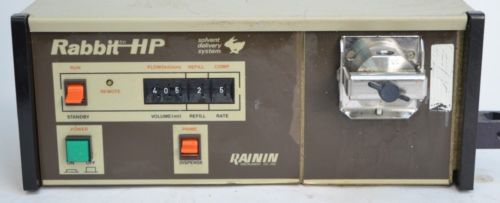 Rabbit HP
solvent
delivery
system
RUN
FLOW(ml/min) REFILL COMP
REMOTE
4 0 5 2 5
STANDBY
VOLUME(ml) REFILL RATE
POWER
PRIME
ON OFF
DISPENSE
RAININ